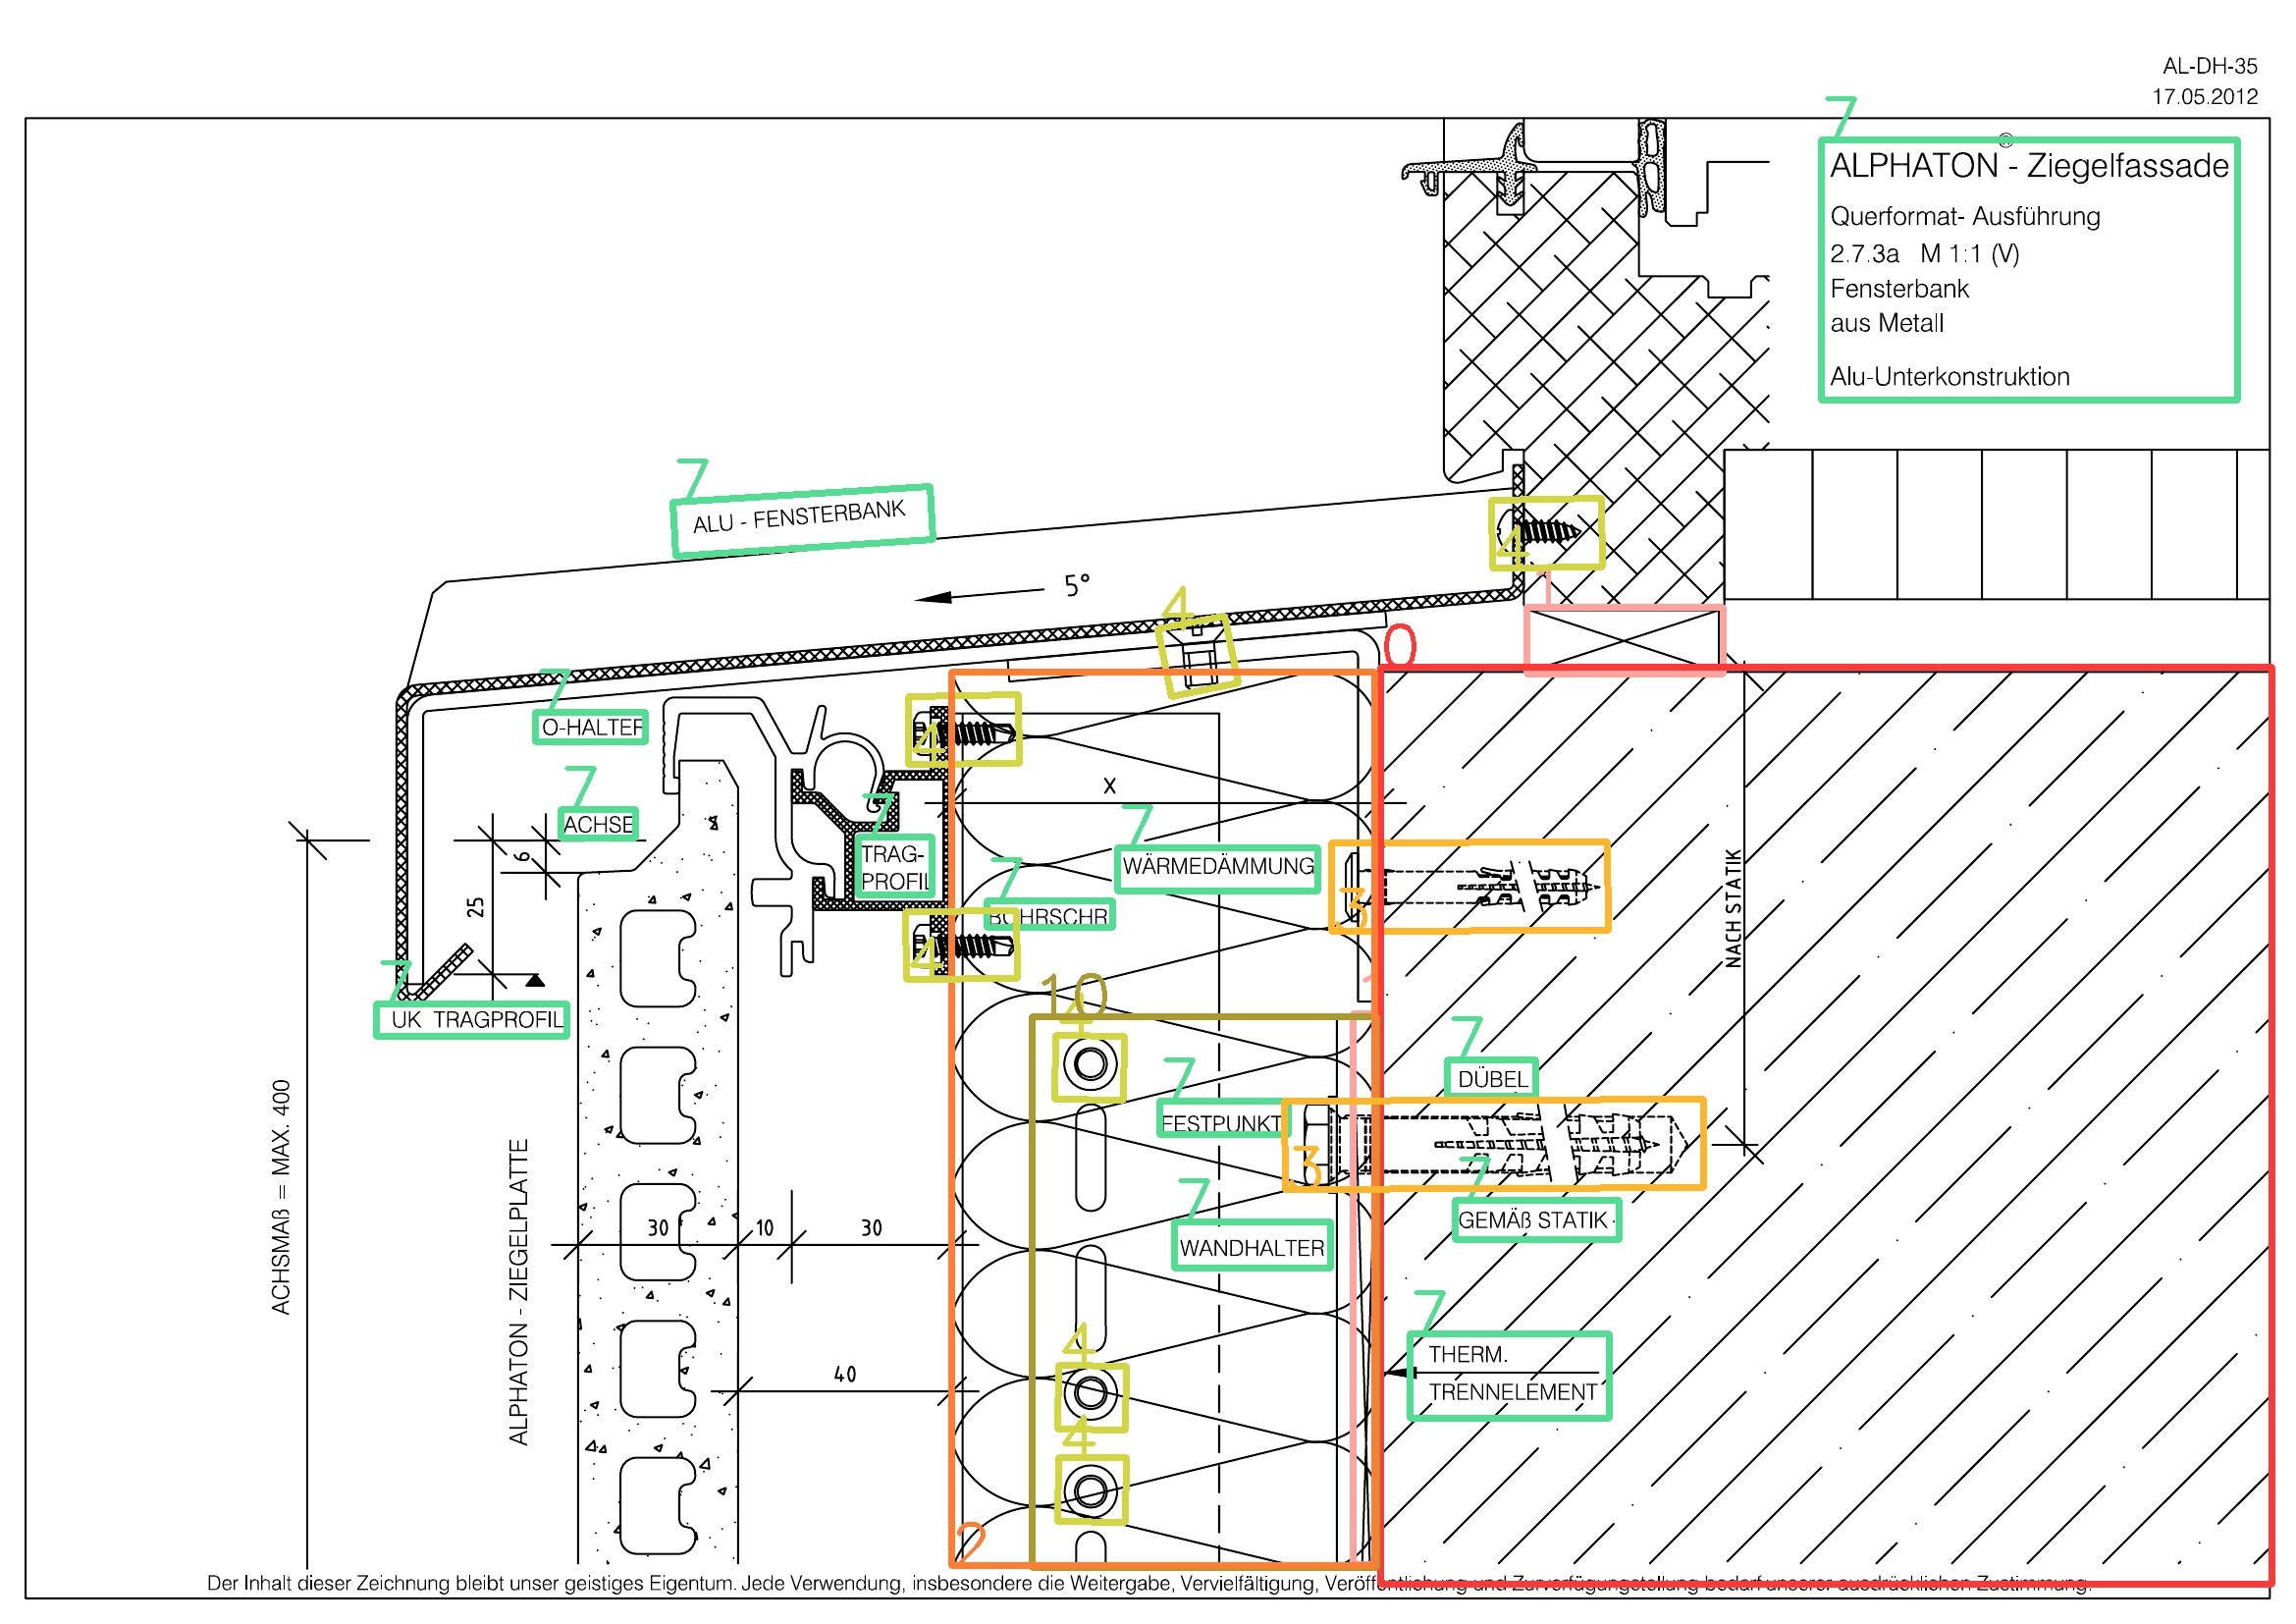 AL-DH-35
17.05.2012
7
ALPHATON® - Ziegelfassade
Querformat- Ausführung
2.7.3a M 1:1 (V)
Fensterbank
aus Metall
Alu-Unterkonstruktion
7
ALU - FENSTERBANK
4
1
5°
4
0
7
O-HALTER
4
7
ACHSE
X
7
TRAG-
PROFIL
7
WÄRMEDÄMMUNG
7
BOHRSCHR
4
3
NACH STATIK
6
25
7
UK TRAGPROFIL
10
4
1
7
DÜBEL
7
FESTPUNKT
3
7
GEMÄß STATIK
7
WANDHALTER
ACHSMAß = MAX. 400
ALPHATON - ZIEGELPLATTE
30
10
30
40
7
THERM.
TRENNELEMENT
4
4
2
Der Inhalt dieser Zeichnung bleibt unser geistiges Eigentum. Jede Verwendung, insbesondere die Weitergabe, Vervielfältigung, Veröffentlichung und Zurverfügungstellung bedarf unserer ausdrücklichen Zustimmung.